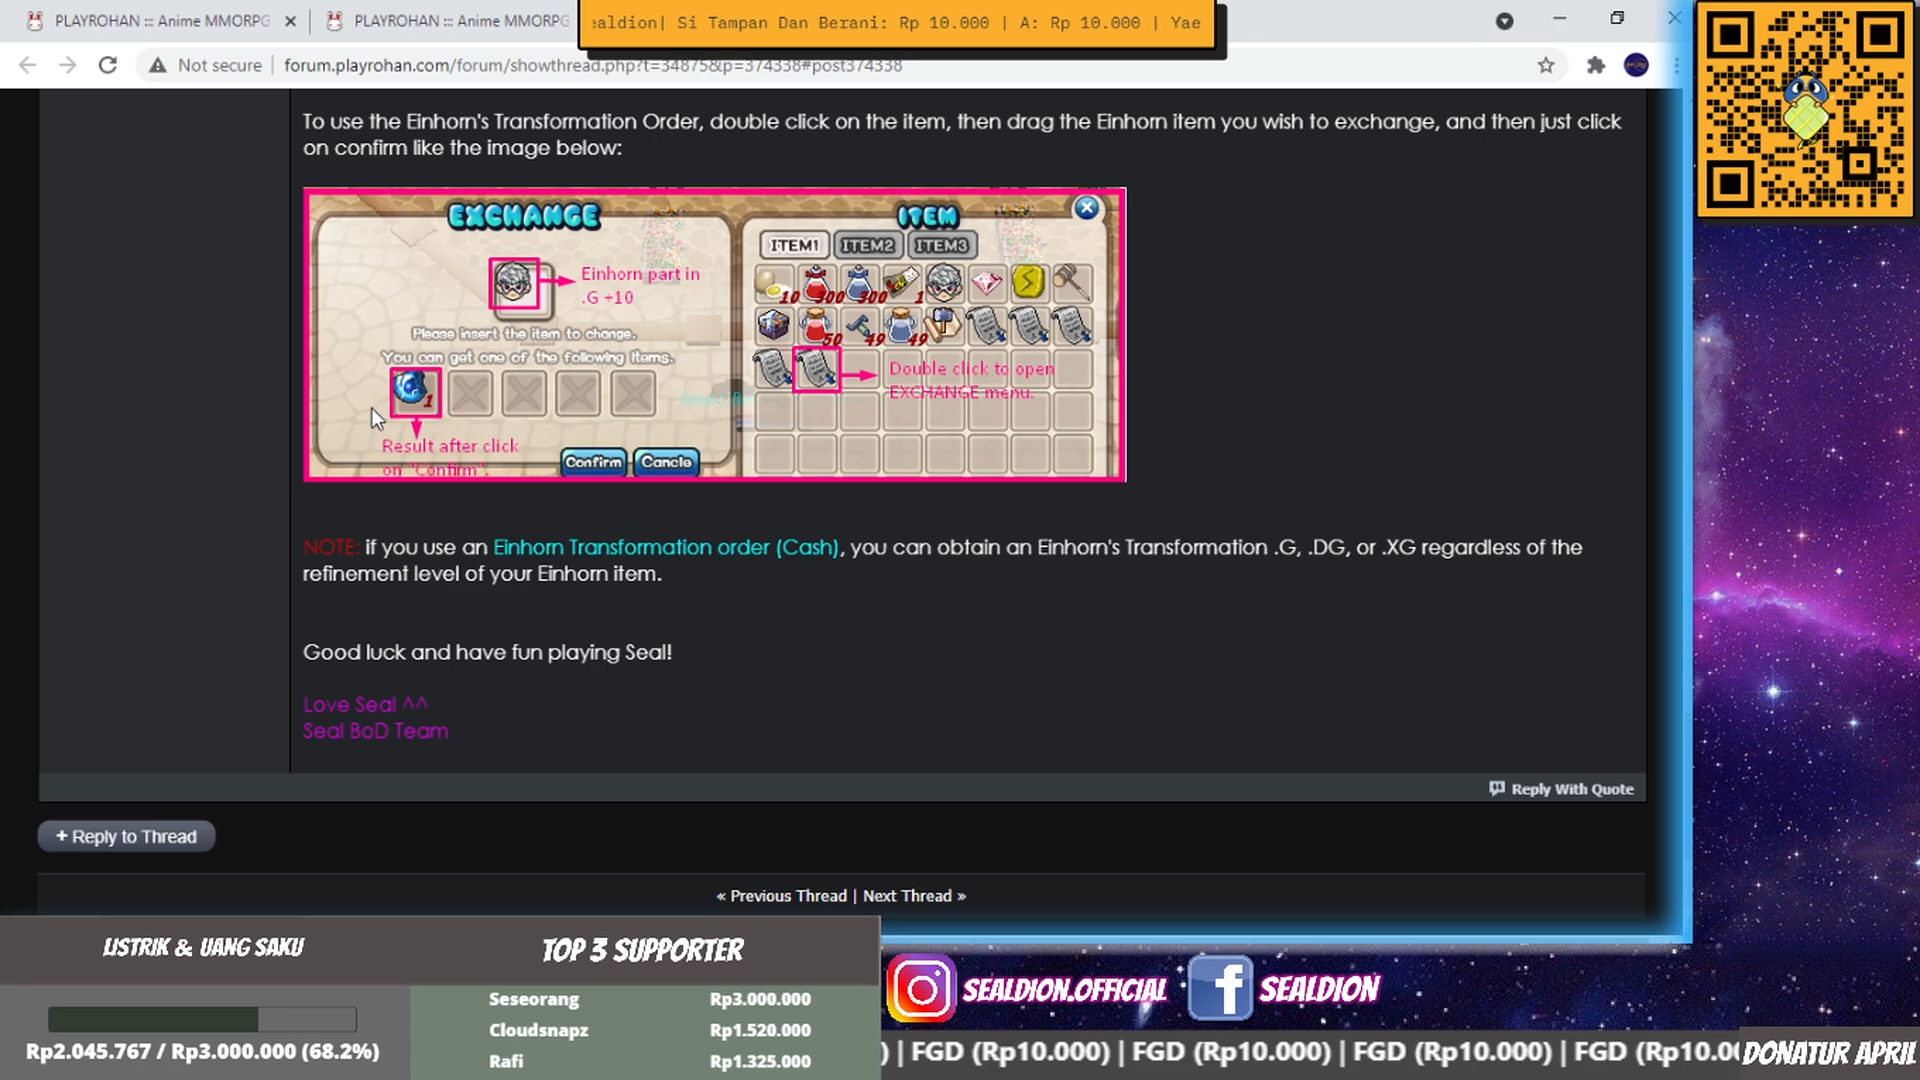 PLAYROHAN ::: Anime MMORPG
PLAYROHAN ::: Anime MMORPG
ealdion| Si Tampan Dan Berani: Rp 10.000 | A: Rp 10.000 | Yae
Not secure
forum.playrohan.com/forum/showthread.php?t=34875&p=374338#post374338
To use the Einhorn's Transformation Order, double click on the item, then drag the Einhorn item you wish to exchange, and then just click
on confirm like the image below:
EXCHANGE
ITEM
ITEM1
ITEM2
ITEM3
Einhorn part in
.G +10
Please insert the item to change.
You can get one of the following items.
1
Result after click
on "Confirm".
Confirm
Cancle
10
300
300
1
50
49
49
Double click to open
EXCHANGE menu.
NOTE: if you use an Einhorn Transformation order (Cash), you can obtain an Einhorn's Transformation .G, .DG, or .XG regardless of the
refinement level of your Einhorn item.
Good luck and have fun playing Seal!
Love Seal ^^
Seal BoD Team
Reply With Quote
+ Reply to Thread
« Previous Thread | Next Thread »
LISTRIK & UANG SAKU
Rp2.045.767 / Rp3.000.000 (68.2%)
TOP 3 SUPPORTER
Seseorang Rp3.000.000
Cloudsnapz Rp1.520.000
Rafi Rp1.325.000
SEALDION.OFFICIAL
SEALDION
) | FGD (Rp10.000) | FGD (Rp10.000) | FGD (Rp10.000) | FGD (Rp10.0
DONATUR APRIL